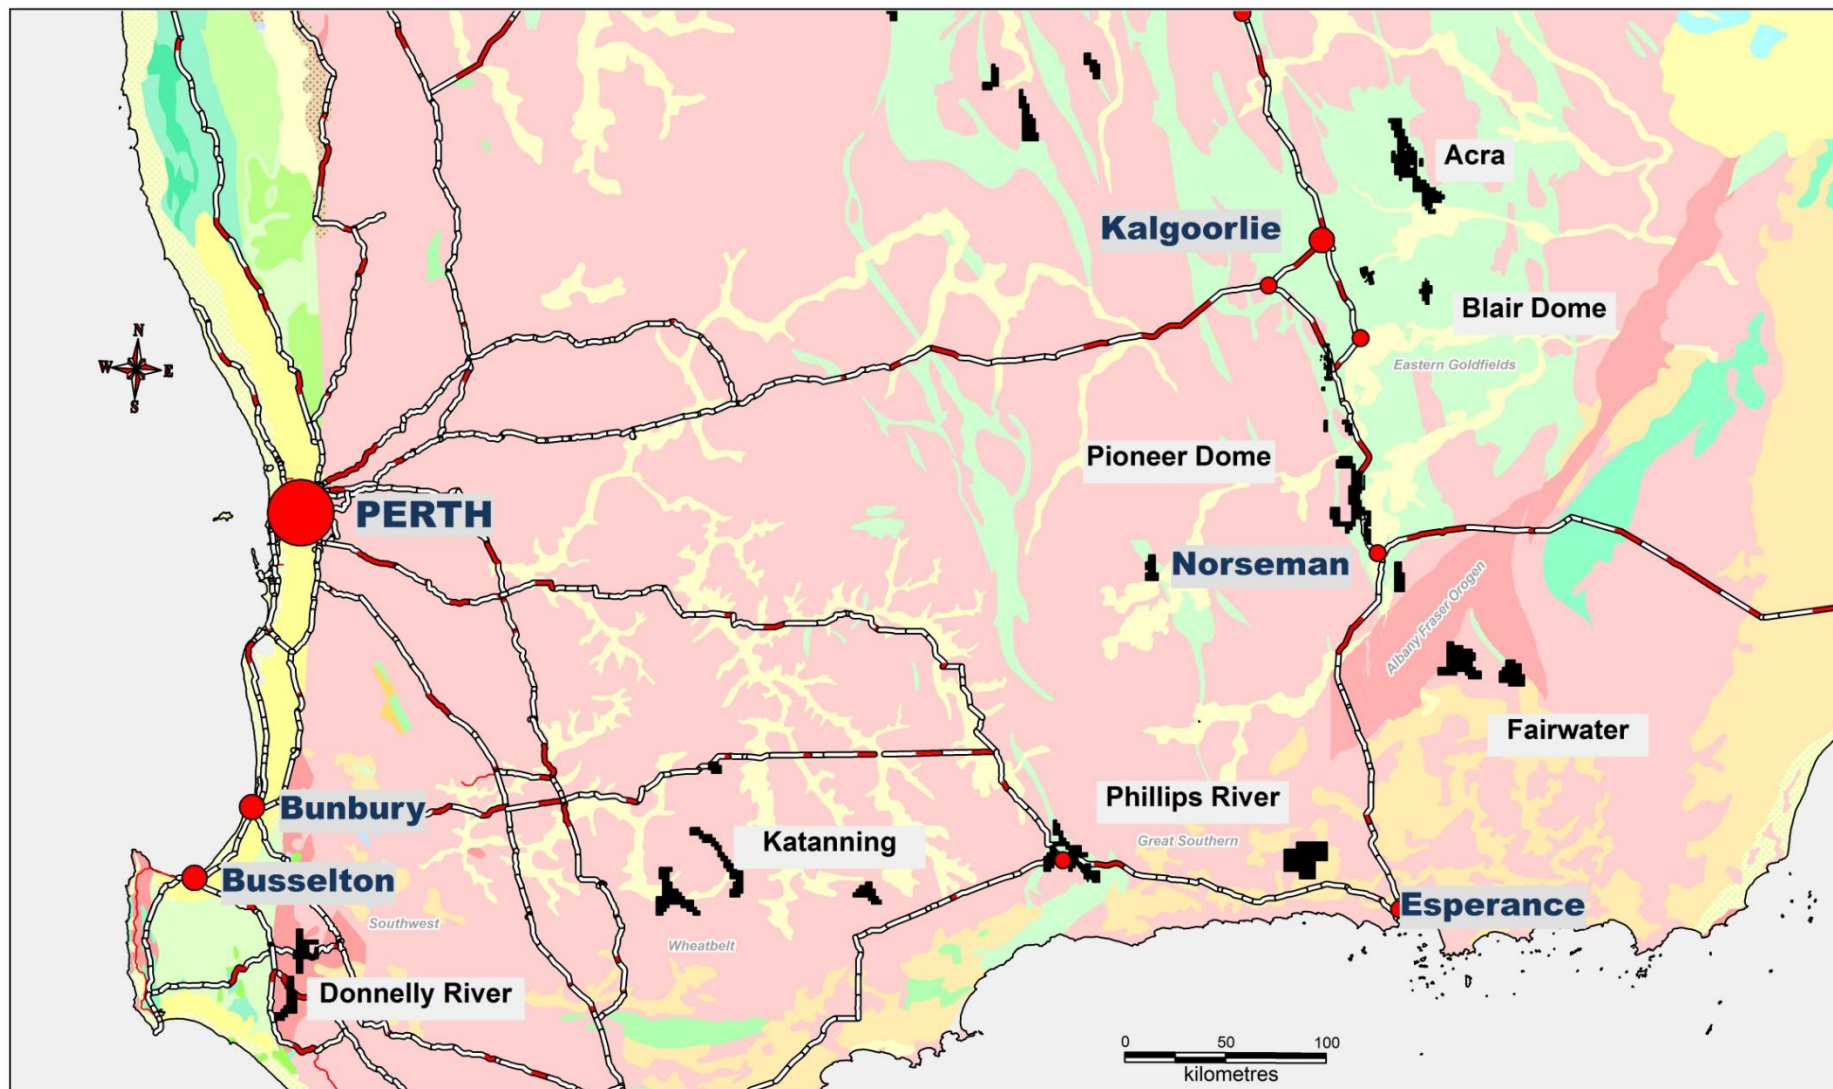 Acra
Kalgoorlie
Blair Dome
N
W E
S
Eastern Goldfields
Pioneer Dome
PERTH
Norseman
Albany Fraser Orogen
Fairwater
Phillips River
Bunbury
Katanning
Great Southern
Busselton
Esperance
Southwest
Wheatbelt
Donnelly River
0 50 100
kilometres